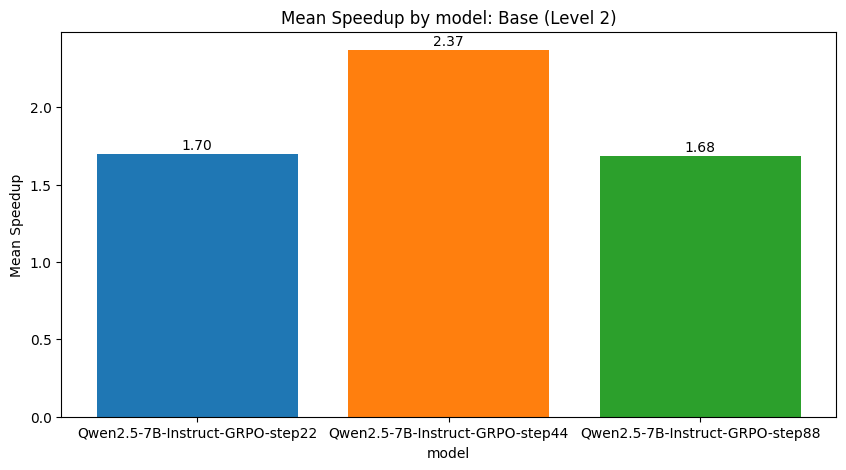 Mean Speedup by model: Base (Level 2)
2.37
2.0
1.70
1.68
1.5
Mean Speedup
1.0
0.5
0.0
Qwen2.5-7B-Instruct-GRPO-step22 Qwen2.5-7B-Instruct-GRPO-step44 Qwen2.5-7B-Instruct-GRPO-step88
model